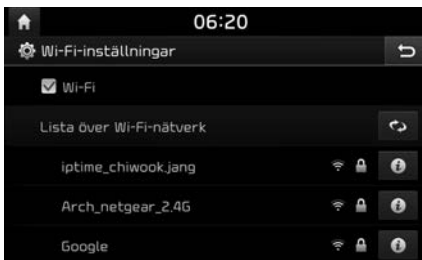 06:20
Wi-Fi-inställningar
Wi-Fi
Lista över Wi-Fi-nätverk
iptime_chiwook.jang
Arch_netgear_2.4G
Google